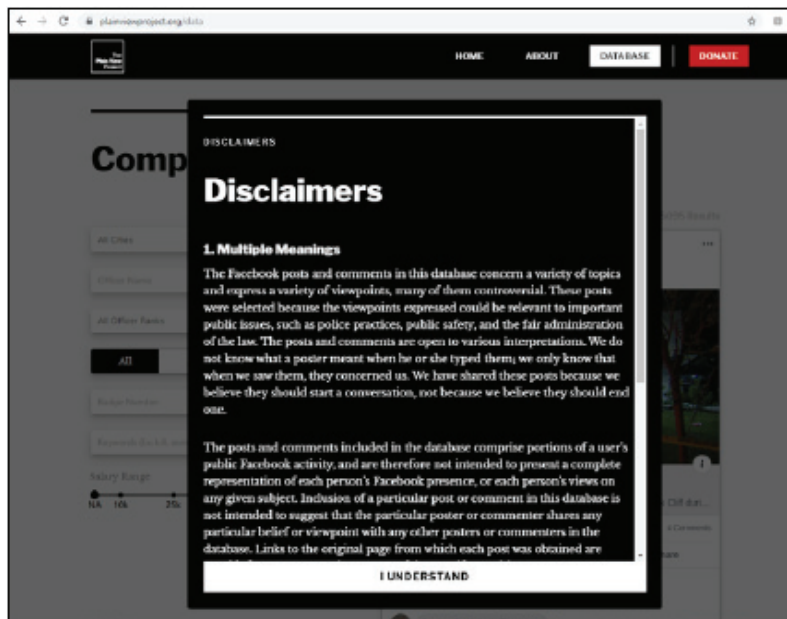 plainviewproject.org/data
The
Plain View
Project
HOME ABOUT DATABASE DONATE
Comp
DISCLAIMERS
Disclaimers
1. Multiple Meanings
The Facebook posts and comments in this database concern a variety of topics
and express a variety of viewpoints, many of them controversial. These posts
were selected because the viewpoints expressed could be relevant to important
public issues, such as police practices, public safety, and the fair administration
of the law. The posts and comments are open to various interpretations. We do
not know what a poster meant when he or she typed them; we only know that
when we saw them, they concerned us. We have shared these posts because we
believe they should start a conversation, not because we believe they should end
one.
The posts and comments included in the database comprise portions of a user's
public Facebook activity, and are therefore not intended to present a complete
representation of each person's Facebook presence, or each person's views on
any given subject. Inclusion of a particular post or comment in this database is
not intended to suggest that the particular poster or commenter shares any
particular belief or viewpoint with any other posters or commenters in the
database. Links to the original page from which each post was obtained are
I UNDERSTAND
All Cities
Officer Name
All Officer Ranks
All
Badge Number
Salary Range
NA 10k 25k
Results
Comments